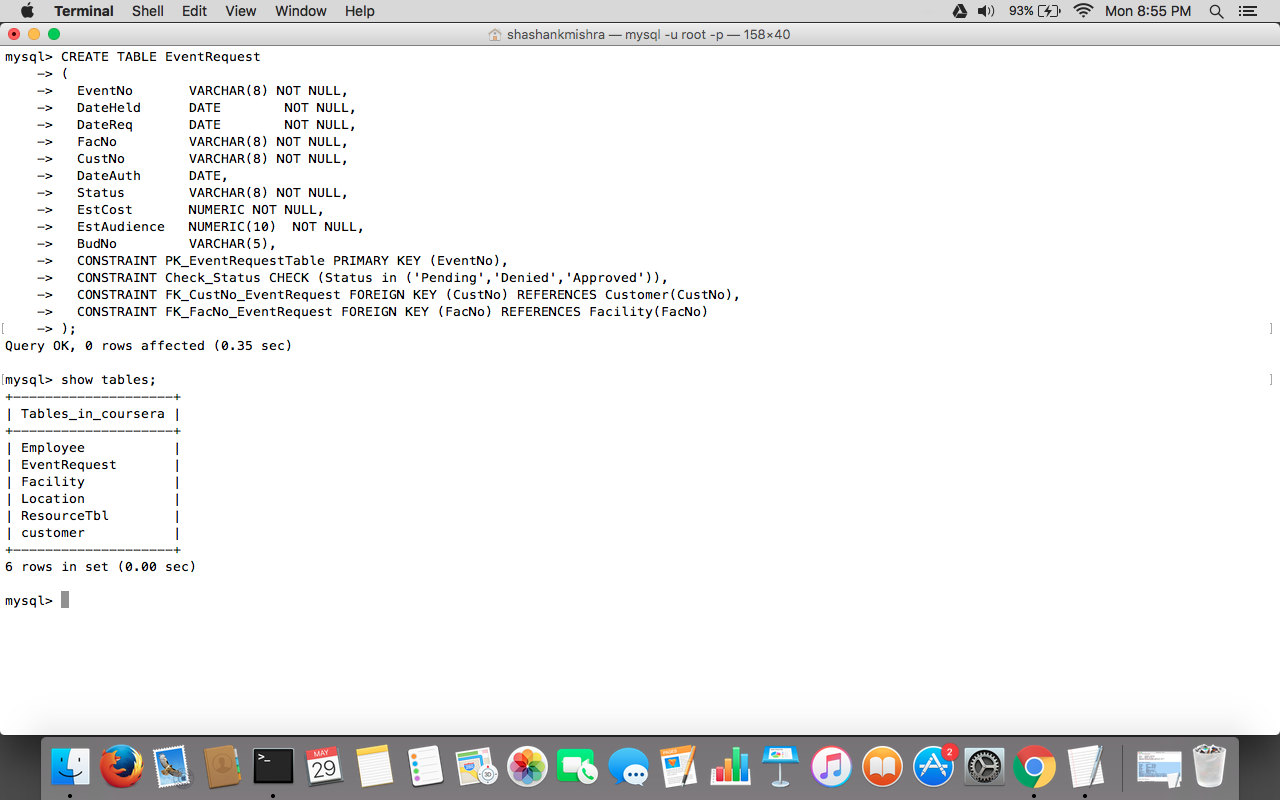 Terminal Shell Edit View Window Help 93% Mon 8:55 PM
shashankmishra — mysql -u root -p — 158×40
mysql> CREATE TABLE EventRequest
    -> (
    ->   EventNo       VARCHAR(8) NOT NULL,
    ->   DateHeld      DATE        NOT NULL,
    ->   DateReq       DATE        NOT NULL,
    ->   FacNo         VARCHAR(8) NOT NULL,
    ->   CustNo        VARCHAR(8) NOT NULL,
    ->   DateAuth      DATE,
    ->   Status        VARCHAR(8) NOT NULL,
    ->   EstCost       NUMERIC NOT NULL,
    ->   EstAudience   NUMERIC(10)  NOT NULL,
    ->   BudNo         VARCHAR(5),
    ->   CONSTRAINT PK_EventRequestTable PRIMARY KEY (EventNo),
    ->   CONSTRAINT Check_Status CHECK (Status in ('Pending','Denied','Approved')),
    ->   CONSTRAINT FK_CustNo_EventRequest FOREIGN KEY (CustNo) REFERENCES Customer(CustNo),
    ->   CONSTRAINT FK_FacNo_EventRequest FOREIGN KEY (FacNo) REFERENCES Facility(FacNo)
[    -> ); ]
Query OK, 0 rows affected (0.35 sec)
[mysql> show tables; ]
+--------------------+
| Tables_in_coursera |
+--------------------+
| Employee           |
| EventRequest       |
| Facility           |
| Location           |
| ResourceTbl        |
| customer           |
+--------------------+
6 rows in set (0.00 sec)
mysql>
>_
MAY
29
PAGES
2